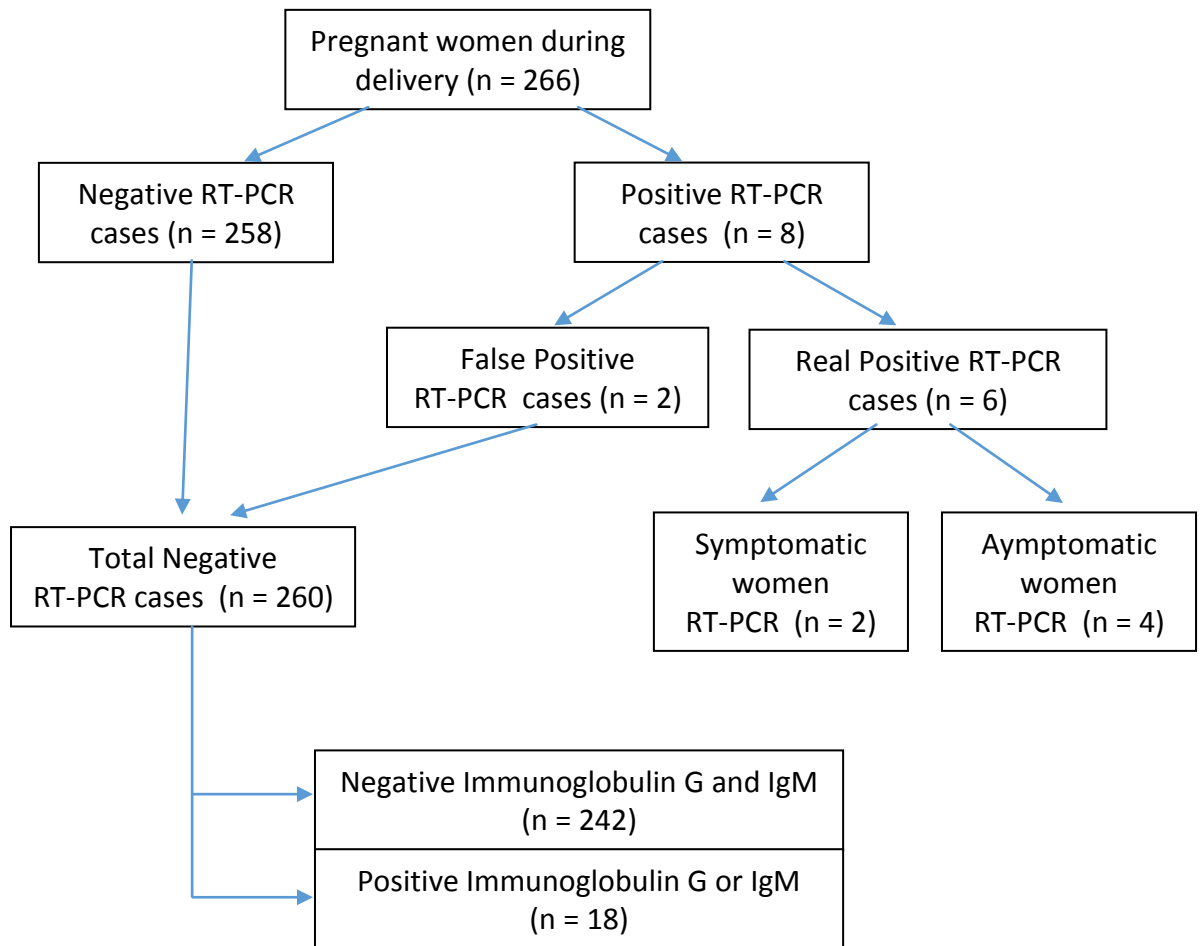 Pregnant women during
delivery (n = 266)
Negative RT-PCR
cases (n = 258)
Positive RT-PCR
cases  (n = 8)
False Positive
RT-PCR  cases (n = 2)
Real Positive RT-PCR
cases (n = 6)
Total Negative
RT-PCR cases  (n = 260)
Symptomatic
women
RT-PCR  (n = 2)
Aymptomatic
women
RT-PCR  (n = 4)
Negative Immunoglobulin G and IgM
(n = 242)
Positive Immunoglobulin G or IgM
(n = 18)